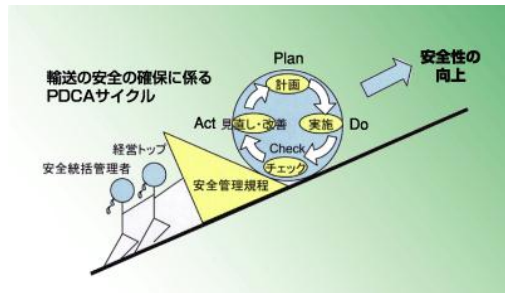 Plan
安全性の
向上
輸送の安全の確保に係る
PDCAサイクル
計画
Act
見直し・改善
実施
Do
Check
チェック
経営トップ
安全統括管理者
安全管理規程